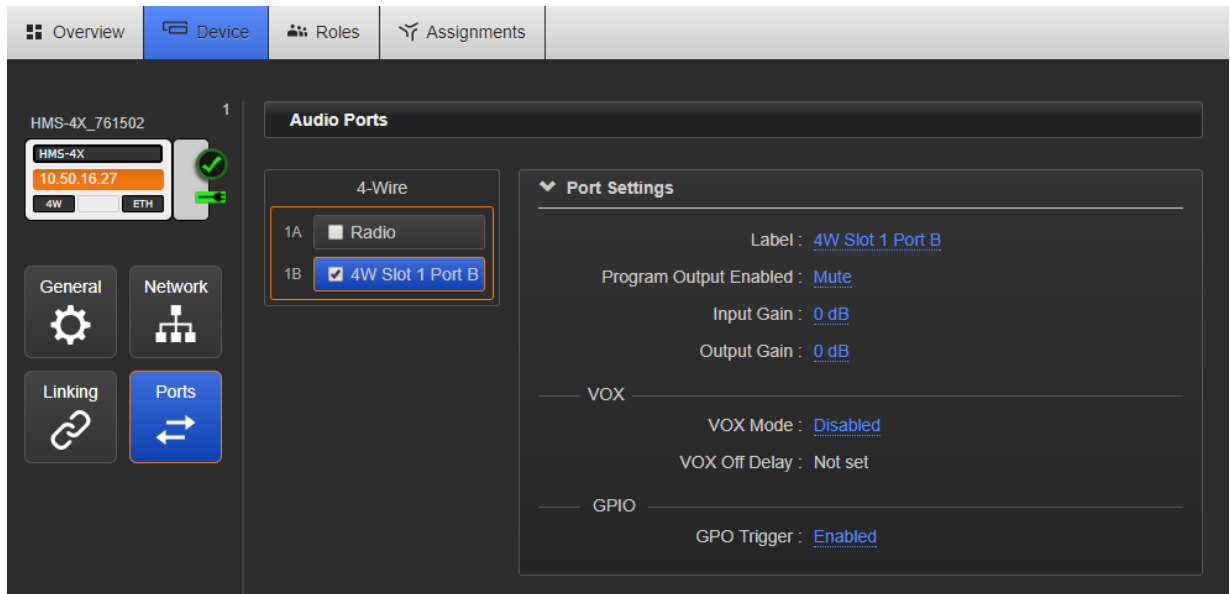 Overview
Device
Roles
Assignments
HMS-4X_761502
1
HMS-4X
10.50.16.27
4W
ETH
General
Network
Linking
Ports
Audio Ports
4-Wire
1A Radio
1B 4W Slot 1 Port B
Port Settings
Label : 4W Slot 1 Port B
Program Output Enabled : Mute
Input Gain : 0 dB
Output Gain : 0 dB
VOX
VOX Mode : Disabled
VOX Off Delay : Not set
GPIO
GPO Trigger : Enabled